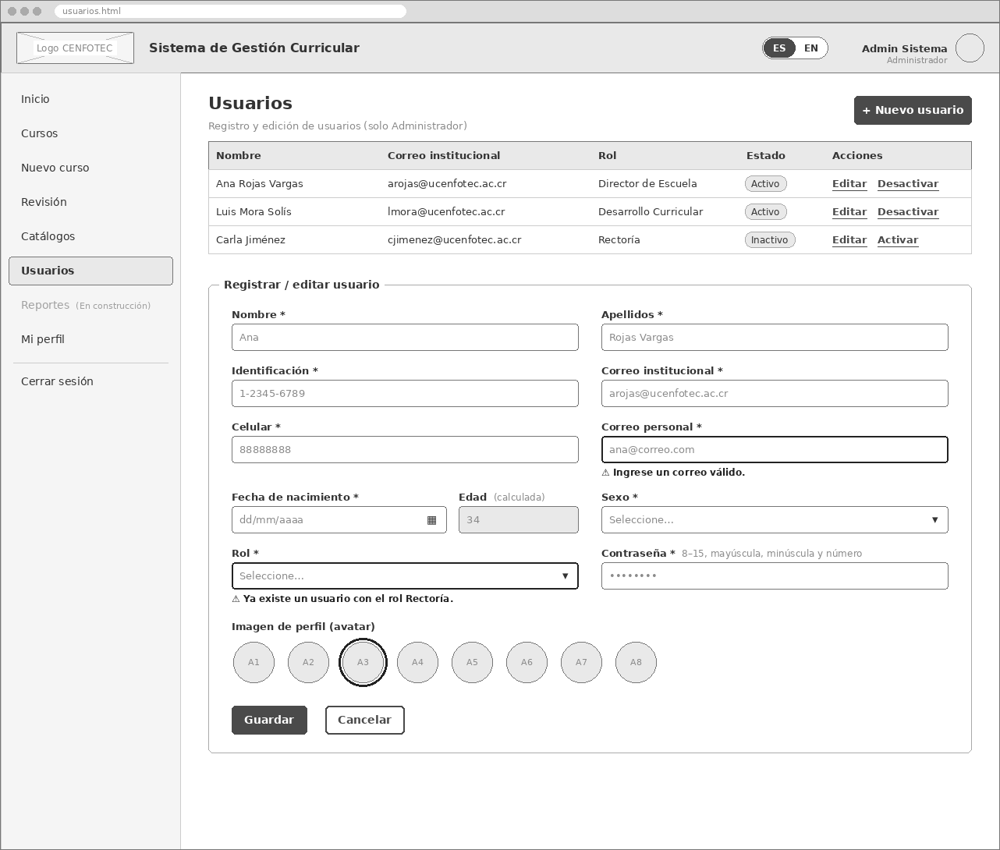 usuarios.html
Logo CENFOTEC
Sistema de Gestión Curricular
ES EN
Admin Sistema
Administrador
Inicio
Cursos
Nuevo curso
Revisión
Catálogos
Usuarios
Reportes (En construcción)
Mi perfil
Cerrar sesión
Usuarios
Registro y edición de usuarios (solo Administrador)
+ Nuevo usuario
Nombre Correo institucional Rol Estado Acciones
Ana Rojas Vargas arojas@ucenfotec.ac.cr Director de Escuela Activo Editar Desactivar
Luis Mora Solís lmora@ucenfotec.ac.cr Desarrollo Curricular Activo Editar Desactivar
Carla Jiménez cjimenez@ucenfotec.ac.cr Rectoría Inactivo Editar Activar
Registrar / editar usuario
Nombre * Apellidos *
Ana Rojas Vargas
Identificación * Correo institucional *
1-2345-6789 arojas@ucenfotec.ac.cr
Celular * Correo personal *
88888888 ana@correo.com
⚠ Ingrese un correo válido.
Fecha de nacimiento * Edad (calculada) Sexo *
dd/mm/aaaa 34 Seleccione...
Rol * Contraseña * 8–15, mayúscula, minúscula y número
Seleccione... ••••••••
⚠ Ya existe un usuario con el rol Rectoría.
Imagen de perfil (avatar)
A1 A2 A3 A4 A5 A6 A7 A8
Guardar Cancelar